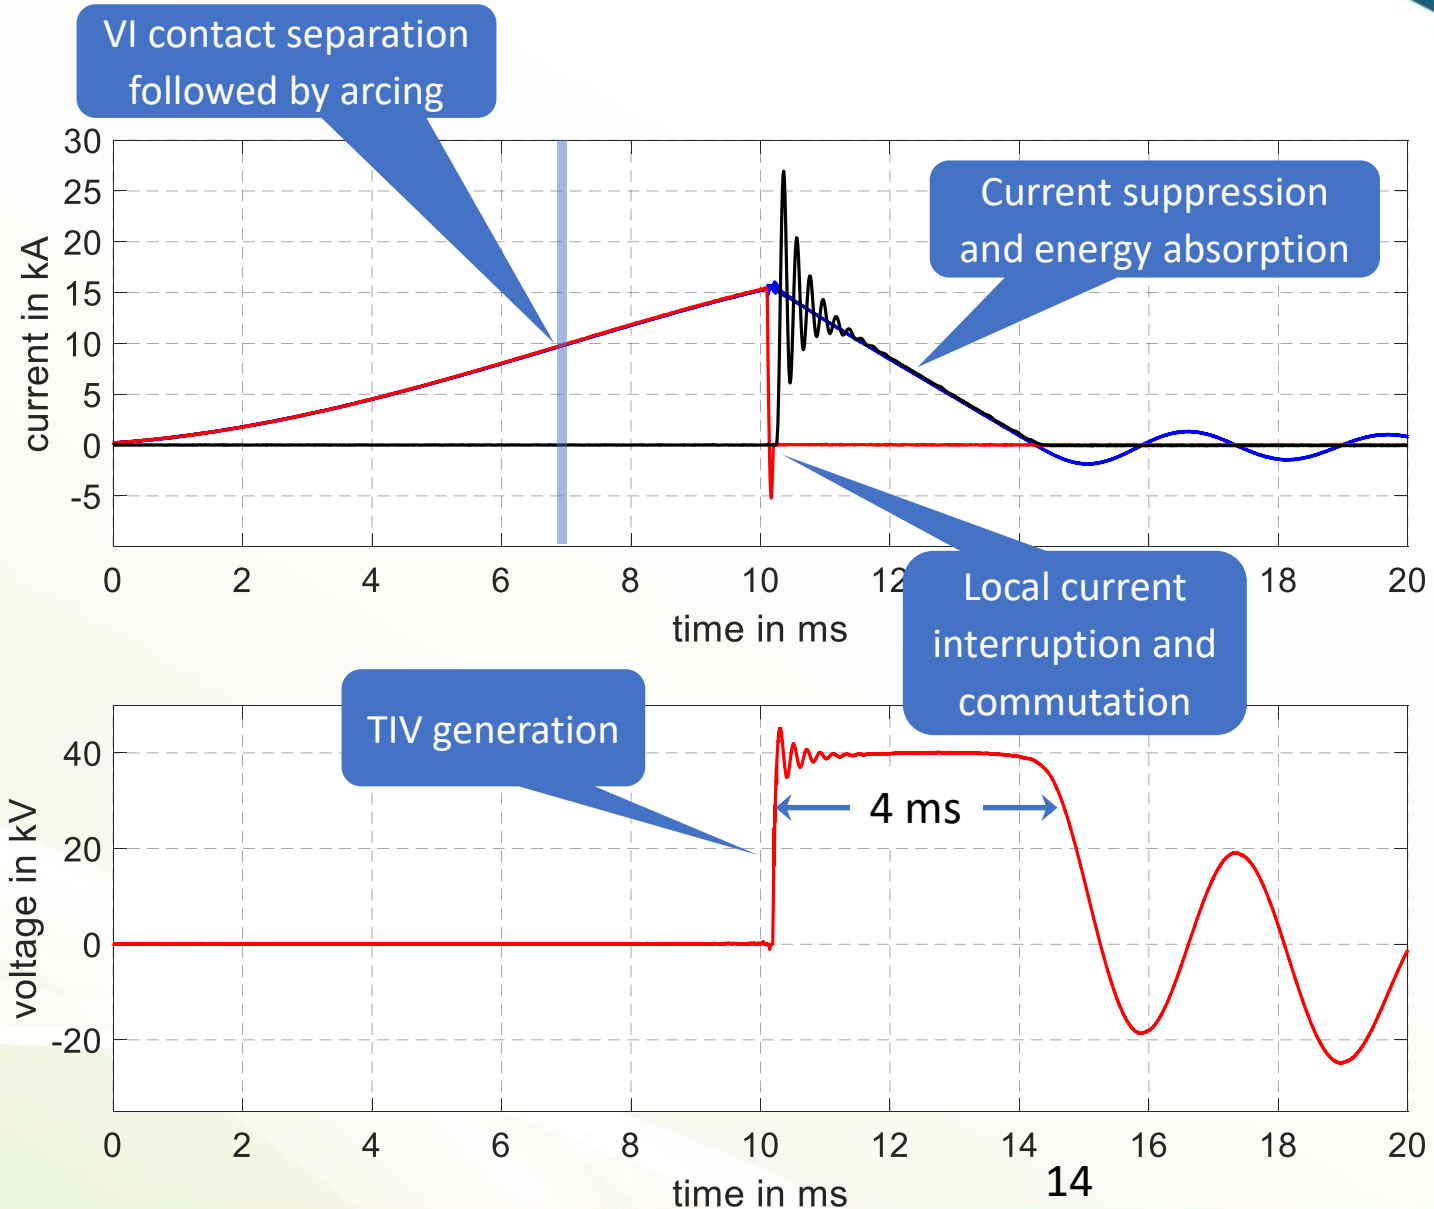 VI contact separation
followed by arcing
30
25
20
15
10
5
0
-5
current in kA
Current suppression
and energy absorption
0 2 4 6 8 10 12 18 20
time in ms
Local current
interruption and
commutation
TIV generation
40
20
0
-20
voltage in kV
4 ms
0 2 4 6 8 10 12 14 16 18 20
time in ms
14